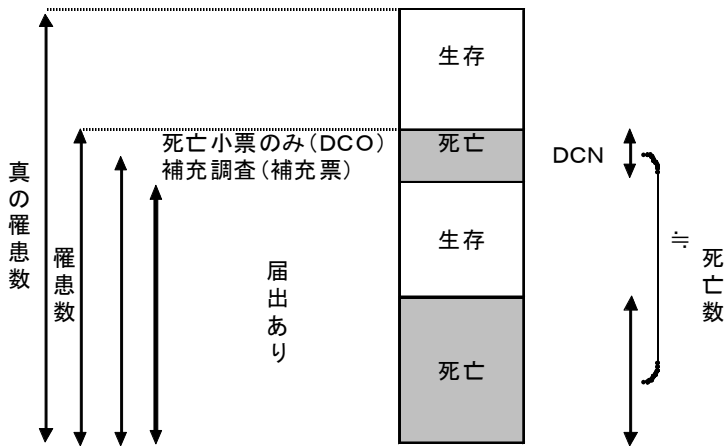 生存
死亡小票のみ(DCO)
補充調査(補充票)
死亡
DCN
真の罹患数
罹患数
届出あり
生存
≒
死亡数
死亡